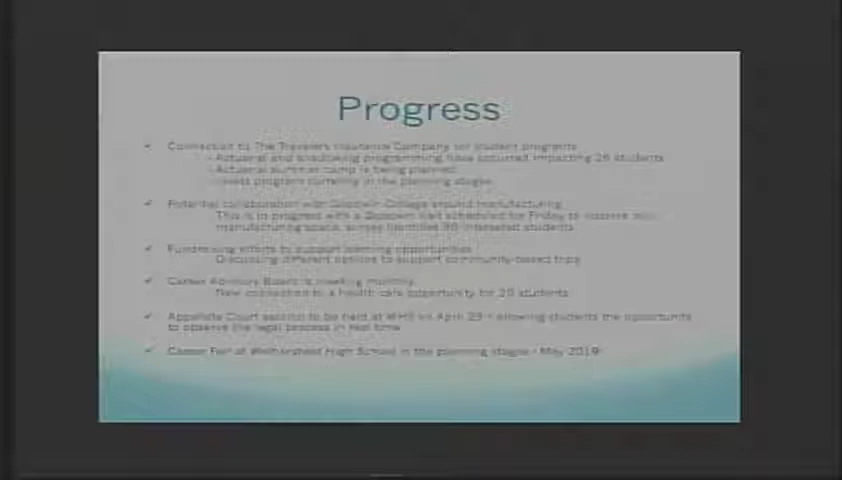 Progress
✓ Connection to The Travelers Insurance Company for student programs
- Actuarial and shadowing programming have occurred impacting 26 students
- Actuarial summer camp is being planned
program currently in the planning stages
✓ Potential collaboration with Goodwin College around manufacturing
This is in progress with a Goodwin visit scheduled for Friday to observe
manufacturing space, survey identifies interested students
✓ Fundraising efforts to support learning opportunities
Discussing different options to support community-based trips
✓ Career Advisory Board is meeting monthly
New connection to a health care opportunity for 20 students
✓ Appellate Court session to be held at WHS on April 29 - allowing students the opportunity
to observe the legal process in real time
✓ Career Fair at Wethersfield High School in the planning stages - May 2019